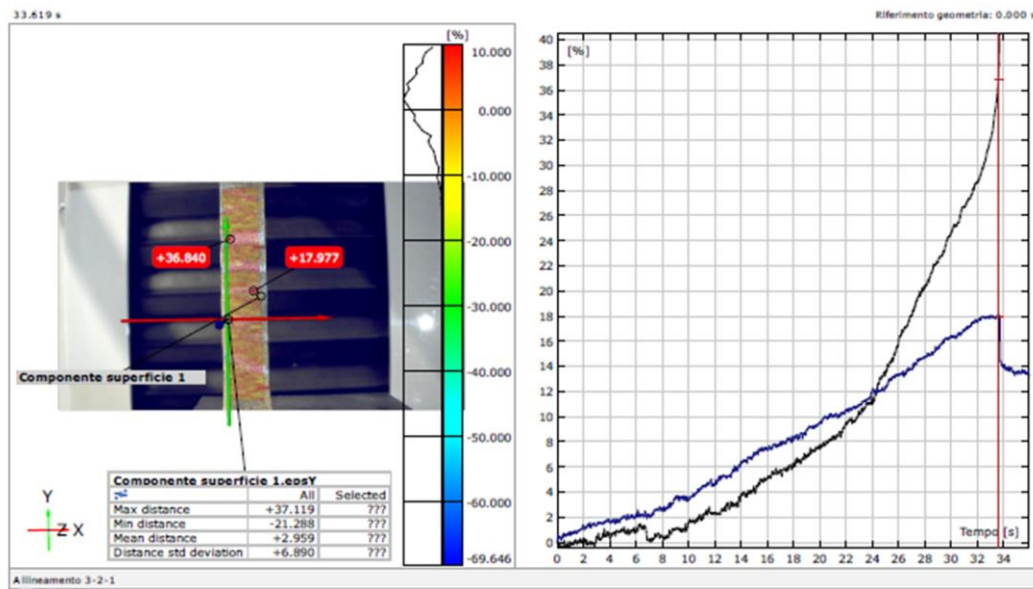 33.619 s
Riferimento geometria: 0.000
[%]
10.000
0.000
-10.000
-20.000
-30.000
-40.000
-50.000
-60.000
-69.646
+36.840
+17.977
Componente superficie 1
Componente superficie 1.epsY
All Selected
Max distance +37.119 ???
Min distance -21.288 ???
Mean distance +2.959 ???
Distance std deviation +6.890 ???
Y
Z X
Allineamento 3-2-1
[%]
40
38
36
34
32
30
28
26
24
22
20
18
16
14
12
10
8
6
4
2
0
Tempo [s]
0 2 4 6 8 10 12 14 16 18 20 22 24 26 28 30 32 34